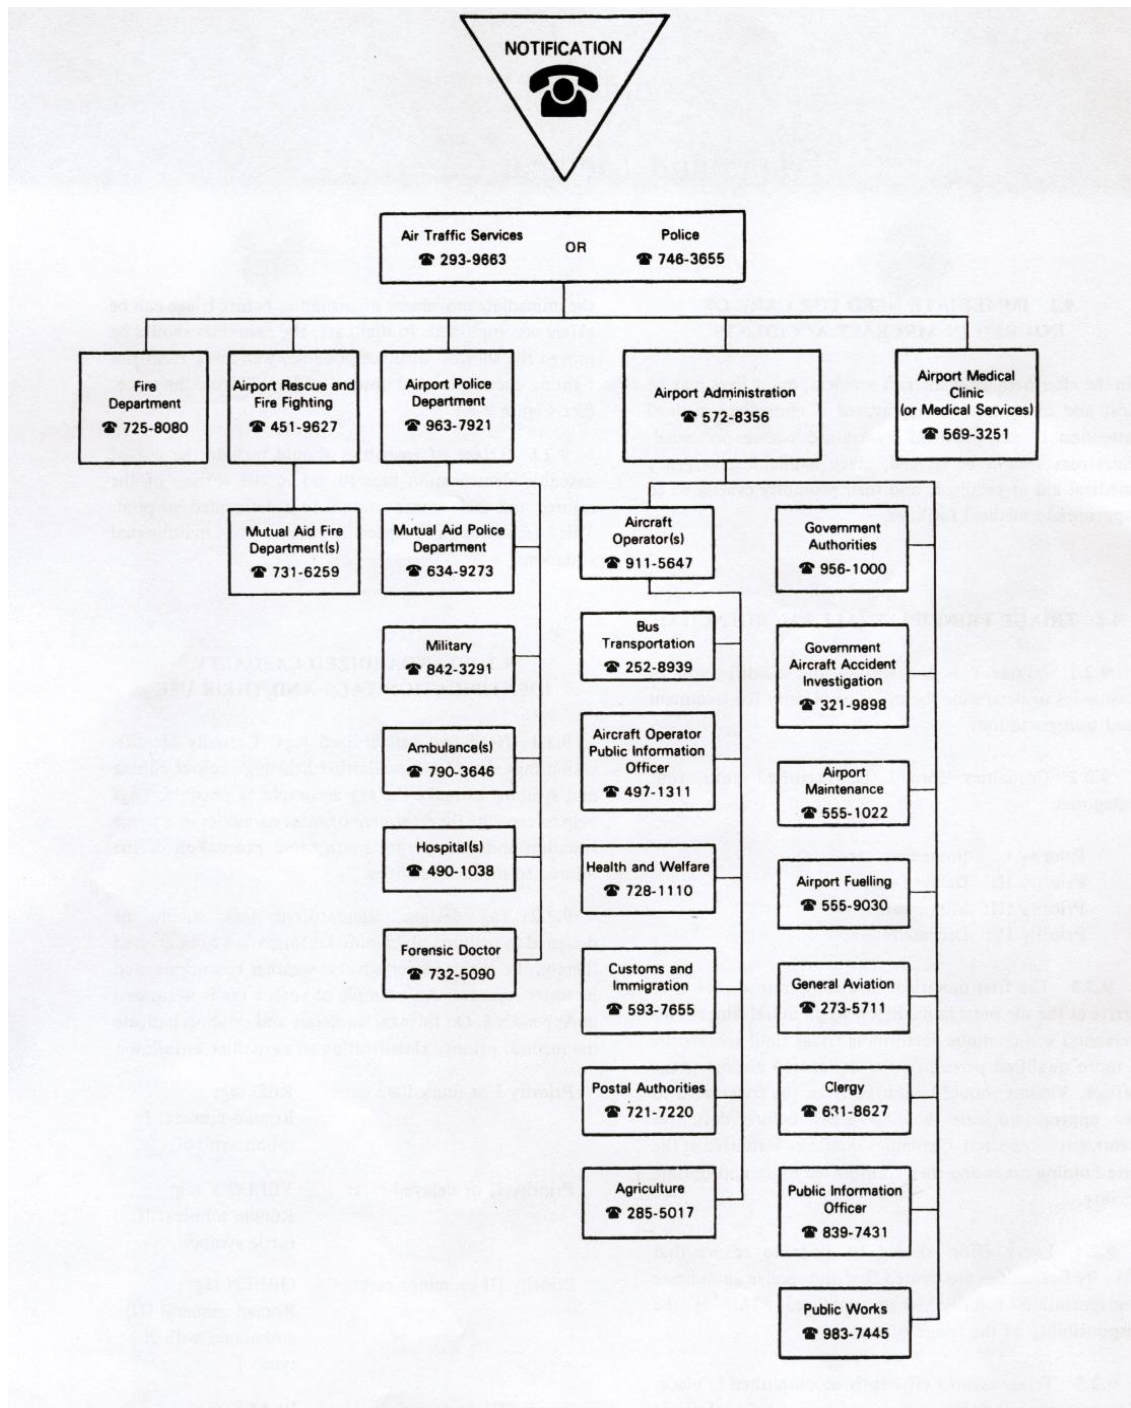 NOTIFICATION
Air Traffic Services
☎ 293-9663
OR
Police
☎ 746-3655
Fire
Department
☎ 725-8080
Airport Rescue and
Fire Fighting
☎ 451-9627
Airport Police
Department
☎ 963-7921
Airport Administration
☎ 572-8356
Airport Medical
Clinic
(or Medical Services)
☎ 569-3251
Mutual Aid Fire
Department(s)
☎ 731-6259
Mutual Aid Police
Department
☎ 634-9273
Military
☎ 842-3291
Ambulance(s)
☎ 790-3646
Hospital(s)
☎ 490-1038
Forensic Doctor
☎ 732-5090
Aircraft
Operator(s)
☎ 911-5647
Bus
Transportation
☎ 252-8939
Aircraft Operator
Public Information
Officer
☎ 497-1311
Health and Welfare
☎ 728-1110
Customs and
Immigration
☎ 593-7655
Postal Authorities
☎ 721-7220
Agriculture
☎ 285-5017
Government
Authorities
☎ 956-1000
Government
Aircraft Accident
Investigation
☎ 321-9898
Airport
Maintenance
☎ 555-1022
Airport Fuelling
☎ 555-9030
General Aviation
☎ 273-5711
Clergy
☎ 631-8627
Public Information
Officer
☎ 839-7431
Public Works
☎ 983-7445